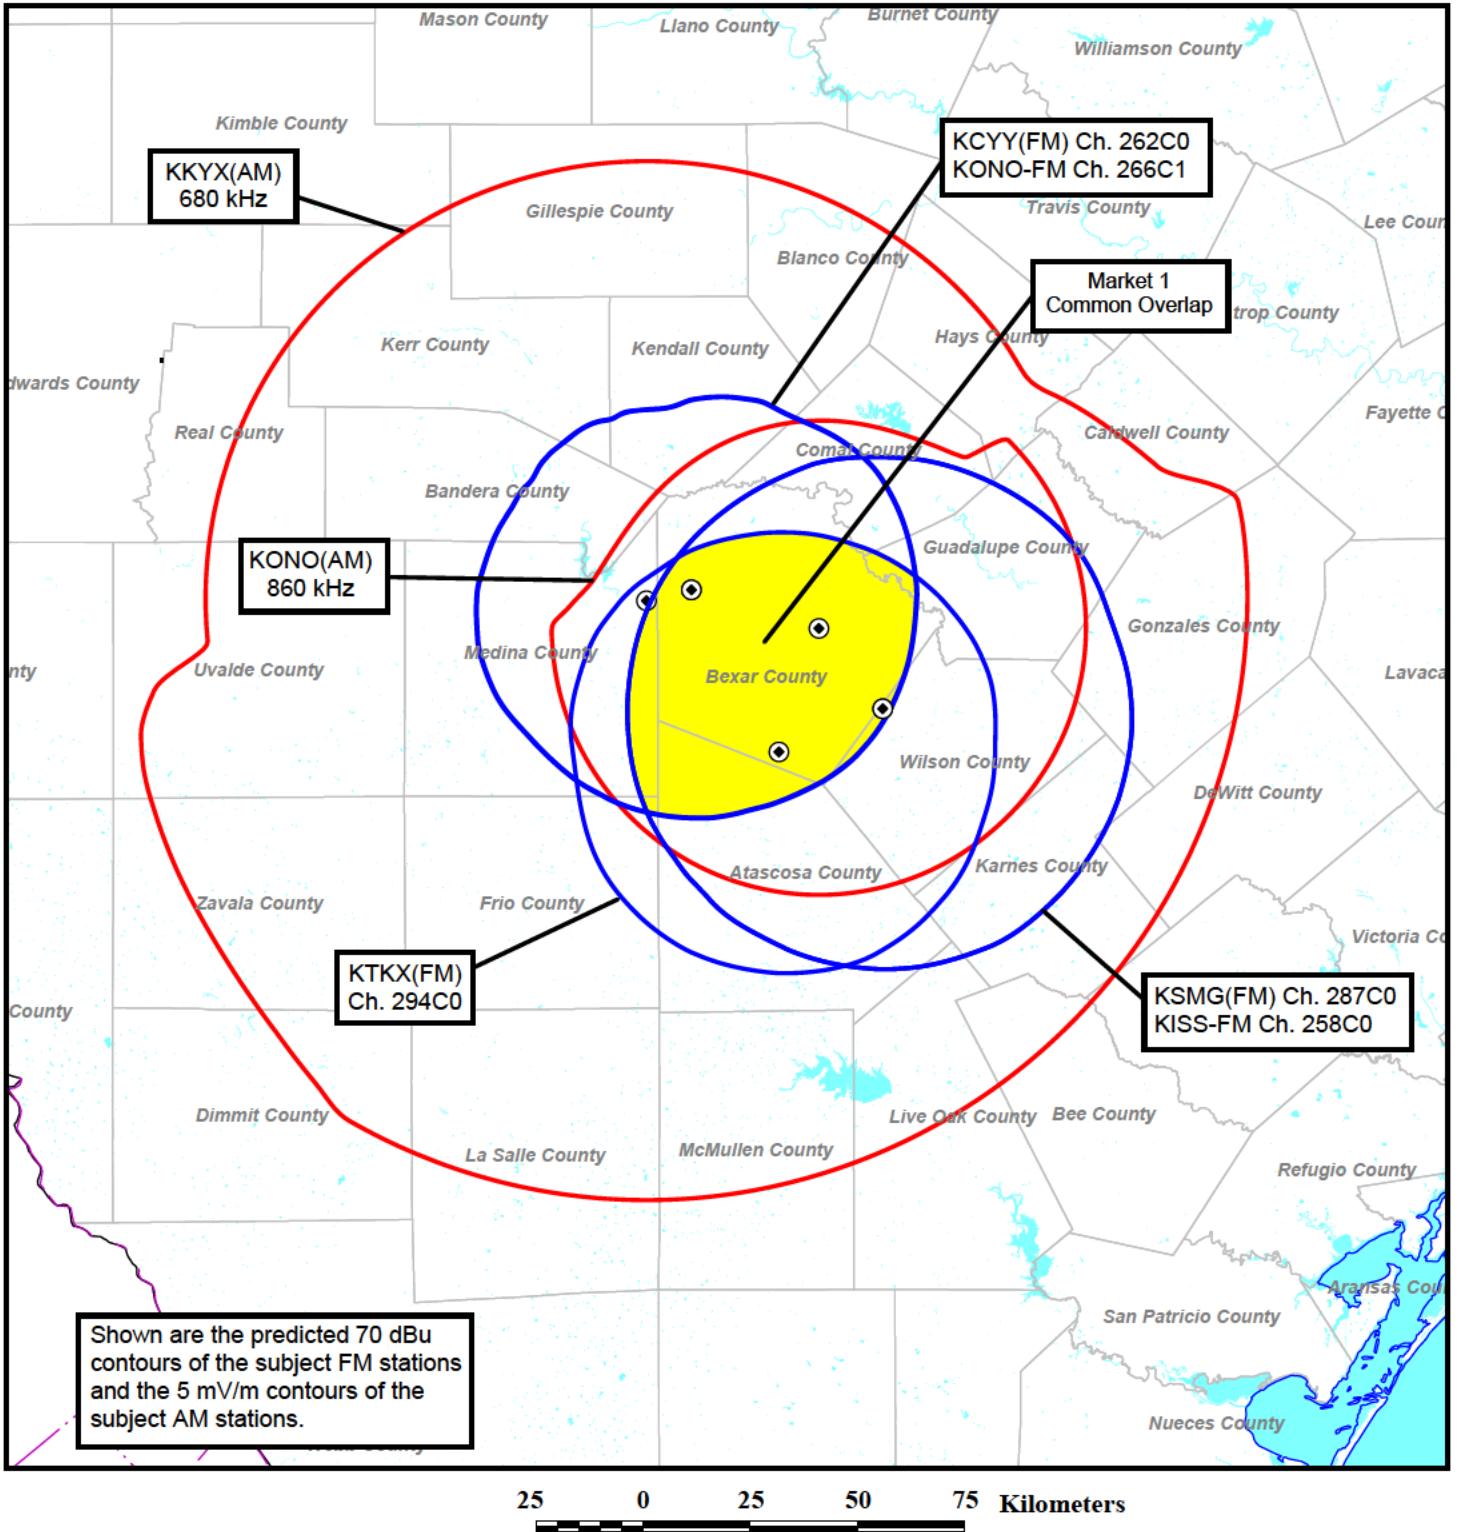 Mason County
Llano County
Burnet County
Williamson County
Kimble County
KCYY(FM) Ch. 262C0
KONO-FM Ch. 266C1
KKYX(AM)
680 kHz
Gillespie County
Travis County
Lee Coun
Blanco County
Market 1
Common Overlap
trop County
Hays County
Kerr County
Kendall County
dwards County
Fayette C
Real County
Caldwell County
Comal County
Bandera County
KONO(AM)
860 kHz
Guadalupe County
Gonzales County
Medina County
nty
Uvalde County
Bexar County
Lavaca
Wilson County
DeWitt County
Atascosa County
Karnes County
Zavala County
Frio County
Victoria Co
KTKX(FM)
Ch. 294C0
KSMG(FM) Ch. 287C0
KISS-FM Ch. 258C0
County
Dimmit County
Live Oak County
Bee County
La Salle County
McMullen County
Refugio County
Aransas Cou
San Patricio County
Shown are the predicted 70 dBu
contours of the subject FM stations
and the 5 mV/m contours of the
subject AM stations.
Nueces County
25 0 25 50 75 Kilometers